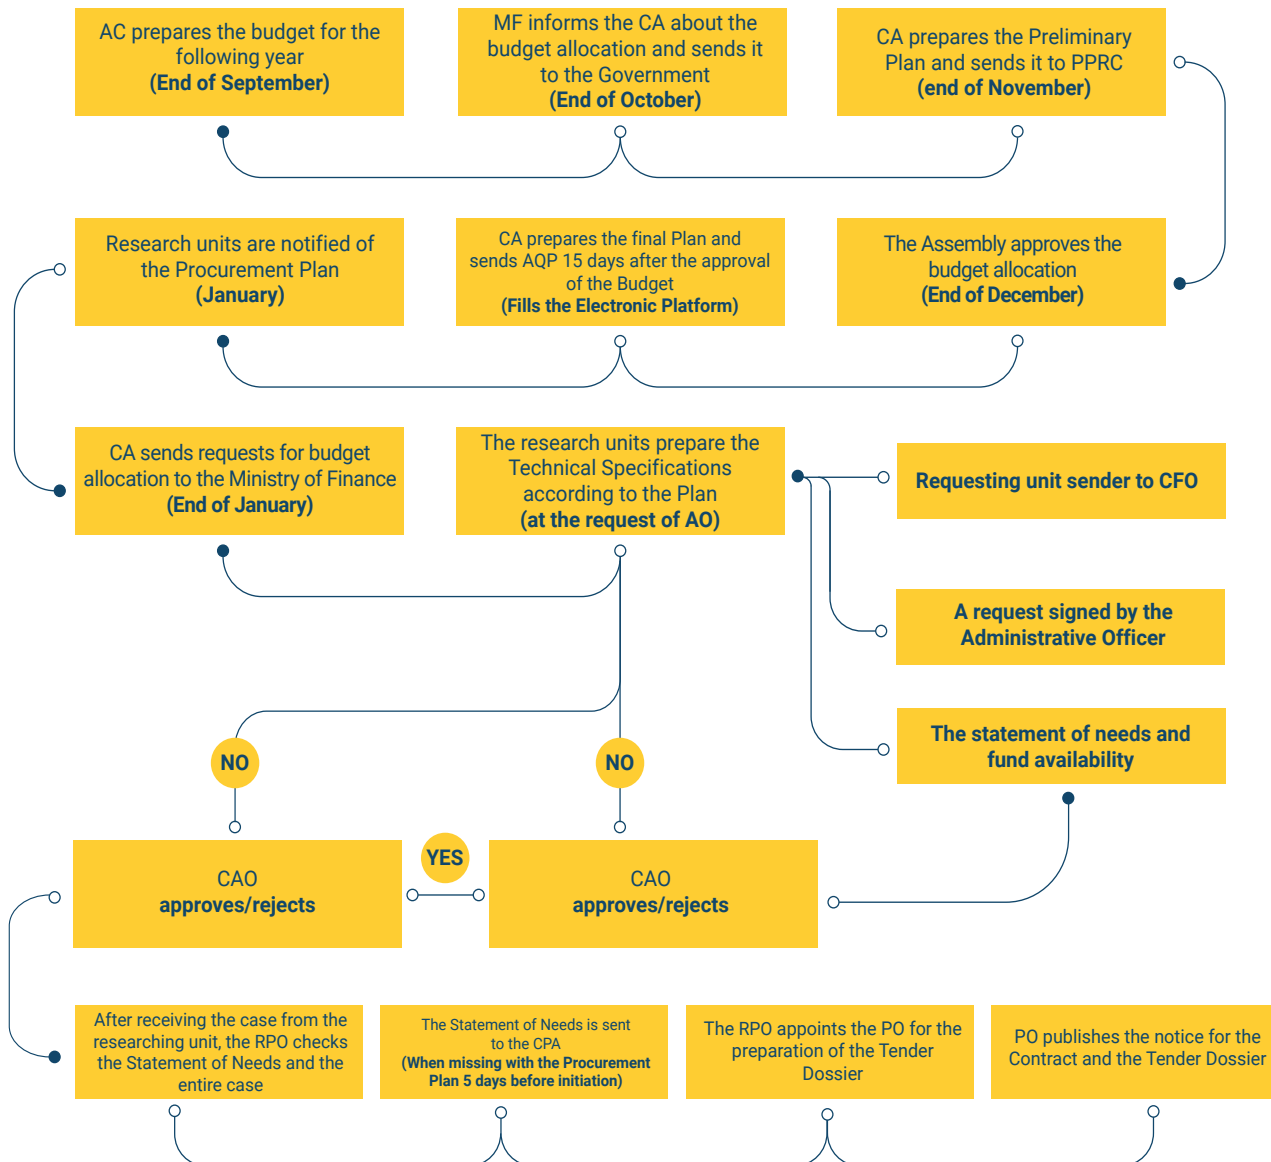 AC prepares the budget for the
following year
(End of September)
MF informs the CA about the
budget allocation and sends it
to the Government
(End of October)
CA prepares the Preliminary
Plan and sends it to PPRC
(end of November)
Research units are notified of
the Procurement Plan
(January)
CA prepares the final Plan and
sends AQP 15 days after the approval
of the Budget
(Fills the Electronic Platform)
The Assembly approves the
budget allocation
(End of December)
CA sends requests for budget
allocation to the Ministry of Finance
(End of January)
The research units prepare the
Technical Specifications
according to the Plan
(at the request of AO)
Requesting unit sender to CFO
A request signed by the
Administrative Officer
The statement of needs and
fund availability
NO
NO
CAO
approves/rejects
YES
CAO
approves/rejects
After receiving the case from the
researching unit, the RPO checks
the Statement of Needs and the
entire case
The Statement of Needs is sent
to the CPA
(When missing with the Procurement
Plan 5 days before initiation)
The RPO appoints the PO for the
preparation of the Tender
Dossier
PO publishes the notice for the
Contract and the Tender Dossier